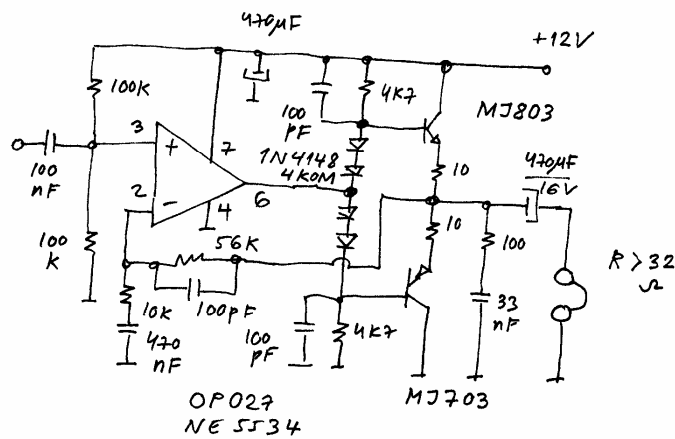 470µF
+12V
100K
100
pF
4K7
MJ803
3
+
7
1N4148
4KOM
10
470µF
16V
100
nF
2
-
4
6
100
K
56K
10
100
R > 32
Ω
10K
100pF
33
nF
470
nF
100
pF
4K7
MJ703
OP027
NE5534